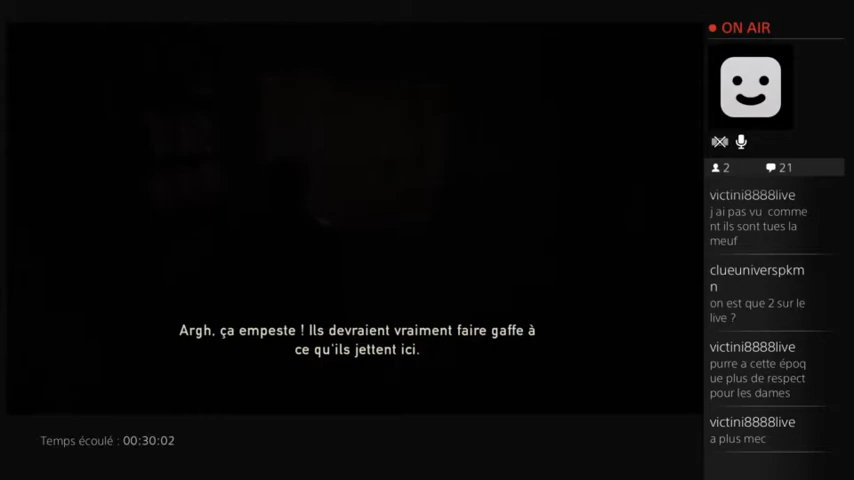 ON AIR
2 21
victini8888live
j ai pas vu comme
nt ils sont tues la
meuf
clueuniverspkm
n
on est que 2 sur le
live ?
victini8888live
purre a cette époq
ue plus de respect
pour les dames
victini8888live
a plus mec
Argh, ça empeste ! Ils devraient vraiment faire gaffe à
ce qu'ils jettent ici.
Temps écoulé : 00:30:02